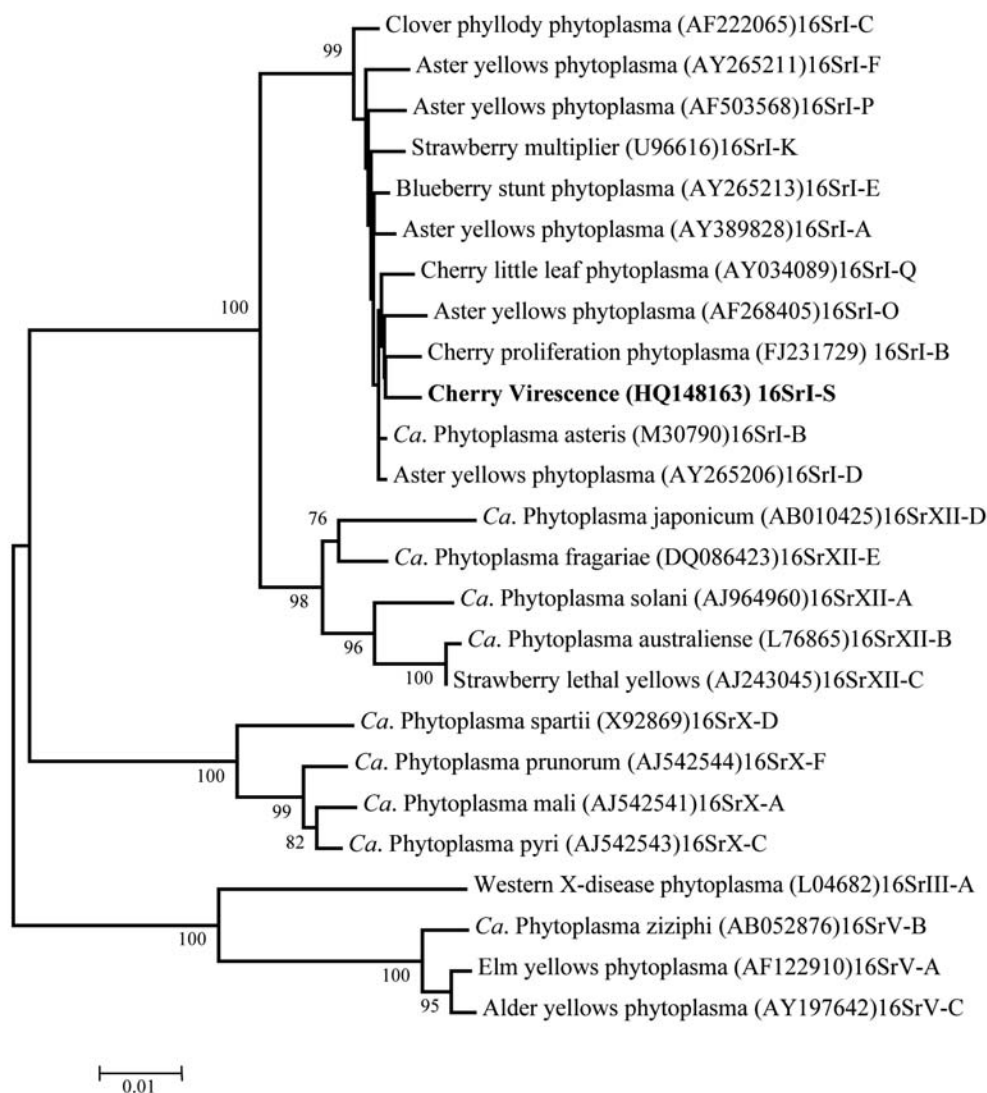 Clover phyllody phytoplasma (AF222065)16SrI-C
99
Aster yellows phytoplasma (AY265211)16SrI-F
Aster yellows phytoplasma (AF503568)16SrI-P
Strawberry multiplier (U96616)16SrI-K
Blueberry stunt phytoplasma (AY265213)16SrI-E
Aster yellows phytoplasma (AY389828)16SrI-A
Cherry little leaf phytoplasma (AY034089)16SrI-Q
100
Aster yellows phytoplasma (AF268405)16SrI-O
Cherry proliferation phytoplasma (FJ231729) 16SrI-B
Cherry Virescence (HQ148163) 16SrI-S
Ca. Phytoplasma asteris (M30790)16SrI-B
Aster yellows phytoplasma (AY265206)16SrI-D
76
Ca. Phytoplasma japonicum (AB010425)16SrXII-D
Ca. Phytoplasma fragariae (DQ086423)16SrXII-E
98
Ca. Phytoplasma solani (AJ964960)16SrXII-A
96
Ca. Phytoplasma australiense (L76865)16SrXII-B
100
Strawberry lethal yellows (AJ243045)16SrXII-C
Ca. Phytoplasma spartii (X92869)16SrX-D
100
Ca. Phytoplasma prunorum (AJ542544)16SrX-F
99
Ca. Phytoplasma mali (AJ542541)16SrX-A
82
Ca. Phytoplasma pyri (AJ542543)16SrX-C
Western X-disease phytoplasma (L04682)16SrIII-A
100
Ca. Phytoplasma ziziphi (AB052876)16SrV-B
100
Elm yellows phytoplasma (AF122910)16SrV-A
95
Alder yellows phytoplasma (AY197642)16SrV-C
0.01